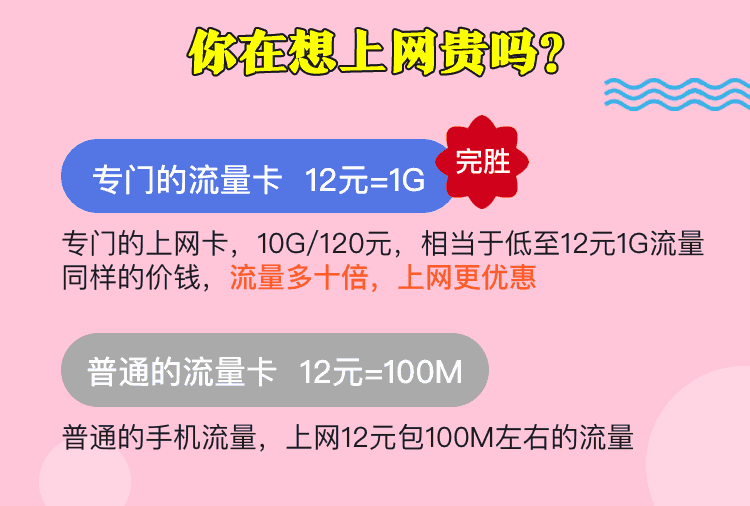 你在想上网贵吗？
专门的流量卡 12元=1G
完胜
专门的上网卡，10G/120元，相当于低至12元1G流量
同样的价钱，流量多十倍，上网更优惠
普通的流量卡 12元=100M
普通的手机流量，上网12元包100M左右的流量